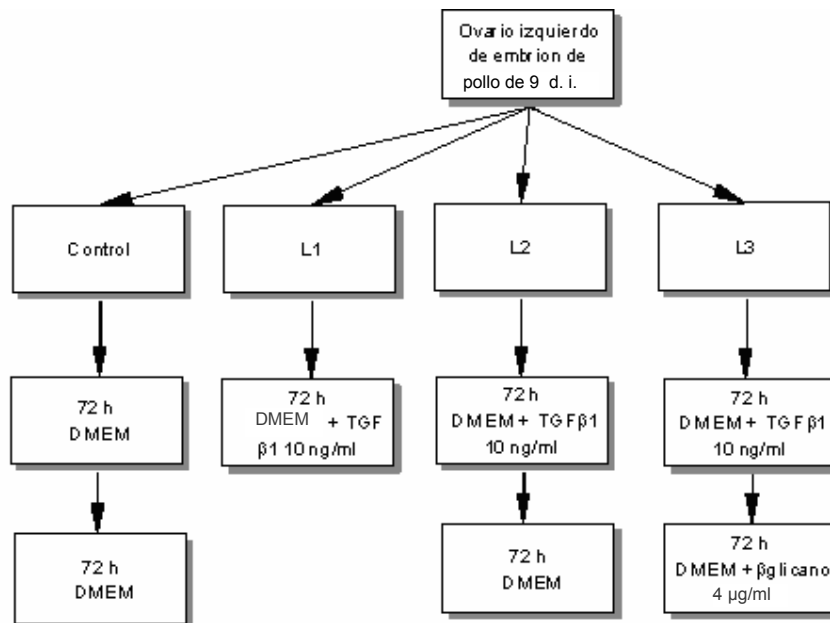 Ovario izquierdo
de embrion de
pollo de 9 d. i.
Control
L1
L2
L3
72 h
DMEM
72 h
DMEM + TGF
β1 10 ng/ml
72 h
DMEM+ TGFβ1
10 ng/ml
72 h
DMEM+ TGFβ1
10 ng/ml
72 h
DMEM
72 h
DMEM
72 h
DMEM + βglicano
4 µg/ml